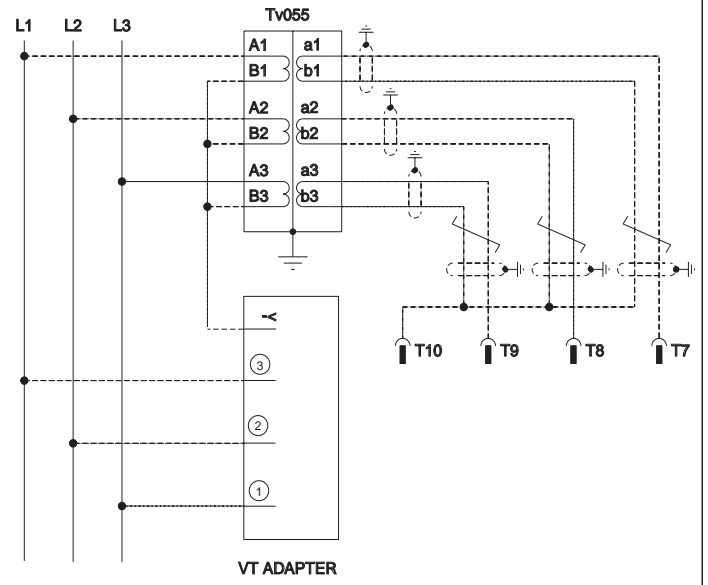 Tv055
L1 L2 L3
A1 a1
B1 b1
A2 a2
B2 b2
A3 a3
B3 b3
Y
3
T10 T9 T8 T7
2
1
VT ADAPTER